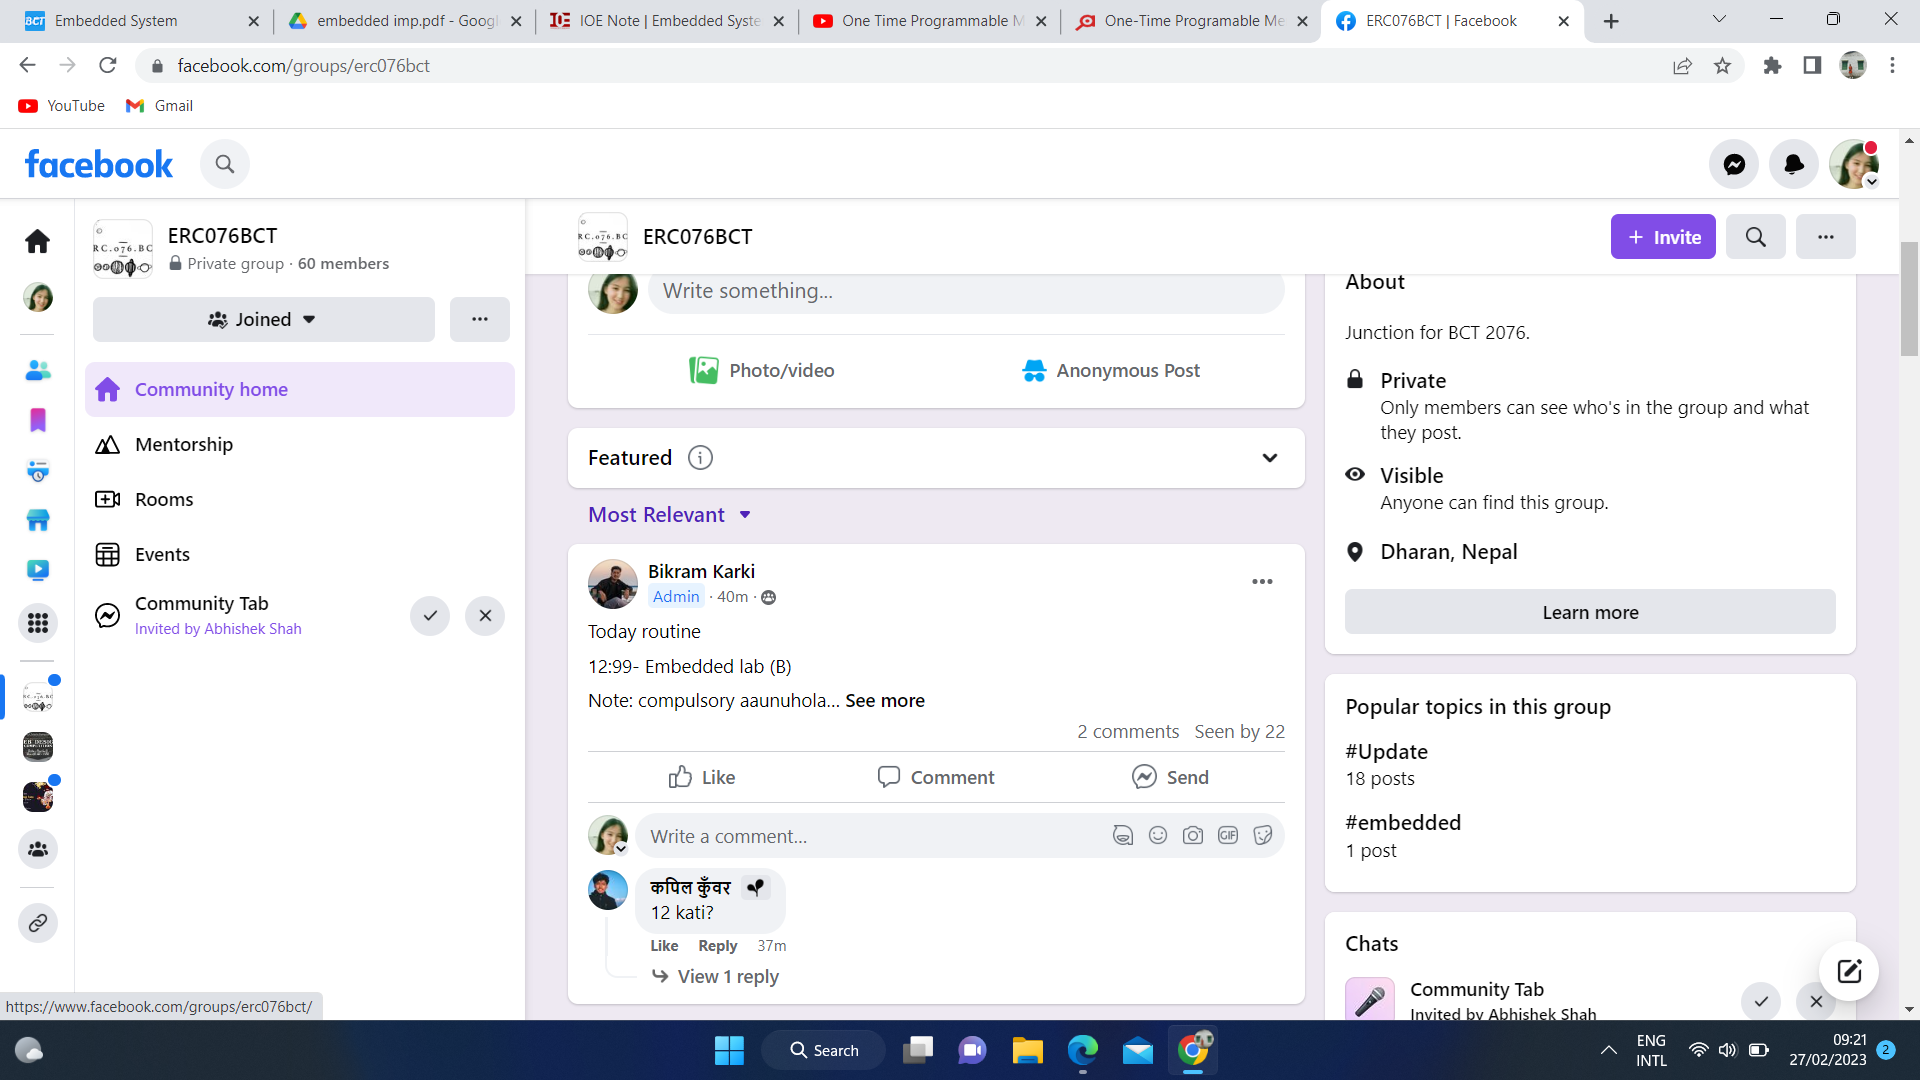 Embedded System
embedded imp.pdf - Googl
IOE Note | Embedded Syste
One Time Programmable M
One-Time Programable Me
ERC076BCT | Facebook
facebook.com/groups/erc076bct
YouTube
Gmail
facebook
ERC076BCT
Private group · 60 members
Joined
Community home
Mentorship
Rooms
Events
Community Tab
Invited by Abhishek Shah
ERC076BCT
+ Invite
Write something...
Photo/video
Anonymous Post
Featured
Most Relevant
Bikram Karki
Admin · 40m ·
Today routine
12:99- Embedded lab (B)
Note: compulsory aaunuhola... See more
2 comments Seen by 22
Like
Comment
Send
Write a comment...
GIF
कपिल कुँवर
12 kati?
Like Reply 37m
View 1 reply
About
Junction for BCT 2076.
Private
Only members can see who's in the group and what
they post.
Visible
Anyone can find this group.
Dharan, Nepal
Learn more
Popular topics in this group
#Update
18 posts
#embedded
1 post
Chats
Community Tab
Invited by Abhishek Shah
https://www.facebook.com/groups/erc076bct/
Search
ENG
INTL
09:21
27/02/2023
2